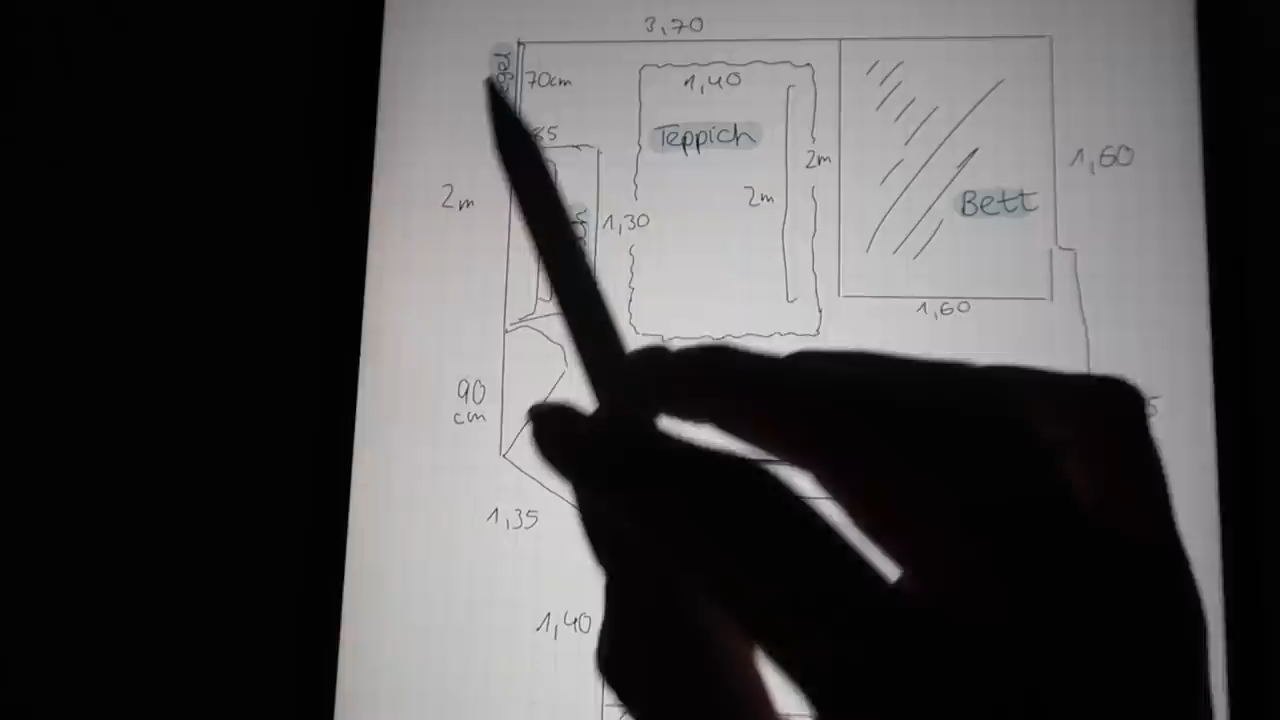 3,70
70cm
1,40
85
Teppich
2m
1,60
2m
2m
Bett
1,30
1,60
90
cm
1,35
1,40